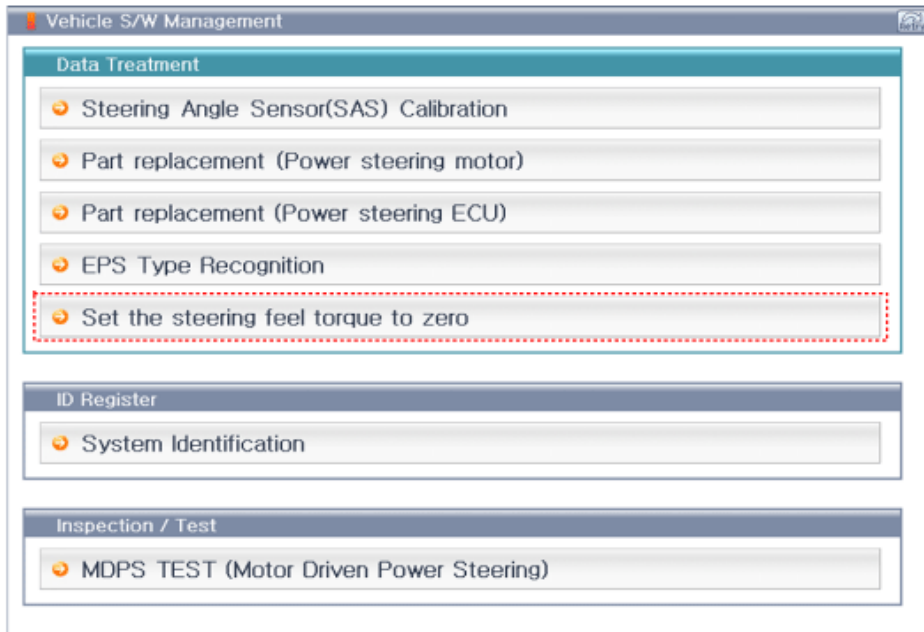 Vehicle S/W Management
Data Treatment
Steering Angle Sensor(SAS) Calibration
Part replacement (Power steering motor)
Part replacement (Power steering ECU)
EPS Type Recognition
Set the steering feel torque to zero
ID Register
System Identification
Inspection / Test
MDPS TEST (Motor Driven Power Steering)